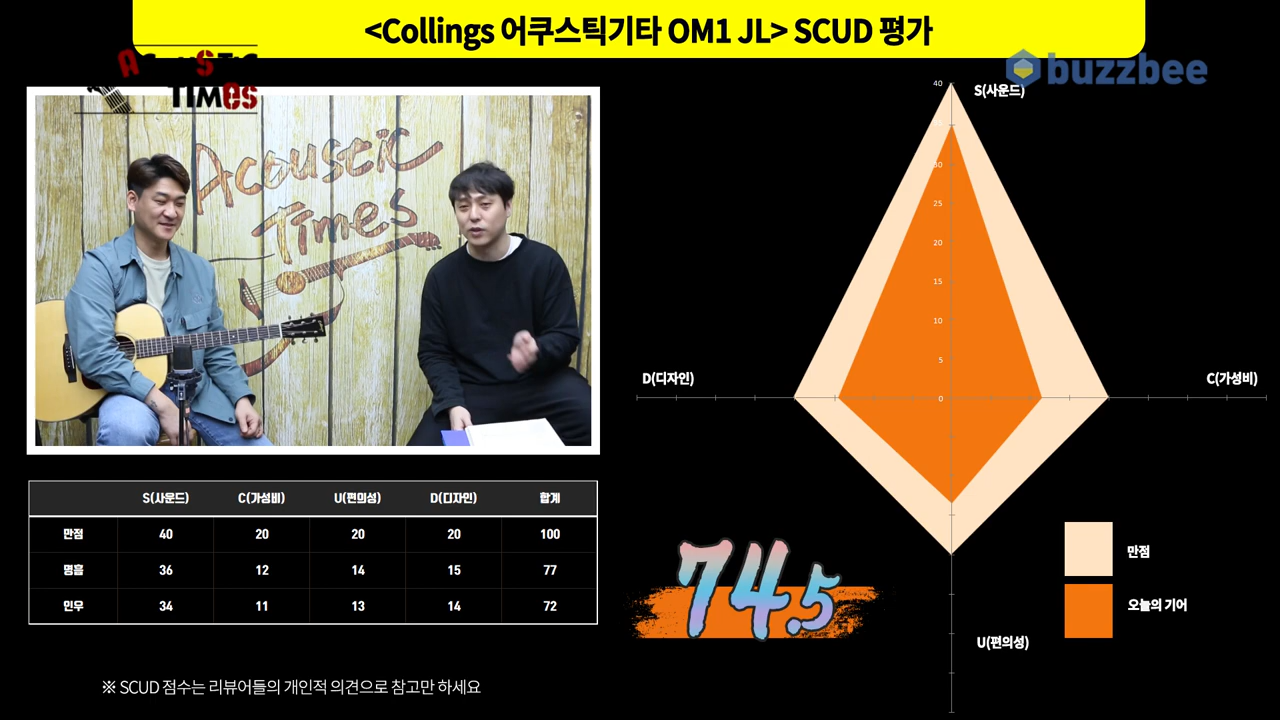 <Collings 어쿠스틱기타 OM1 JL> SCUD 평가
ACOUSTIC
TIMES
buzzbee
Acoustic
Times
40
S(사운드)
30
25
20
15
10
5
0
D(디자인)
C(가성비)
U(편의성)
만점
오늘의 기어
74.5
S(사운드) C(가성비) U(편의성) D(디자인) 합계
만점 40 20 20 20 100
명흠 36 12 14 15 77
민우 34 11 13 14 72
※ SCUD 점수는 리뷰어들의 개인적 의견으로 참고만 하세요